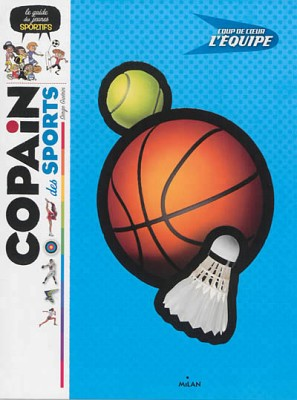 le guide
des jeunes
SPORTIFS
COUP DE CŒUR
L'ÉQUIPE
COPAIN
des SPORTS
MILAN